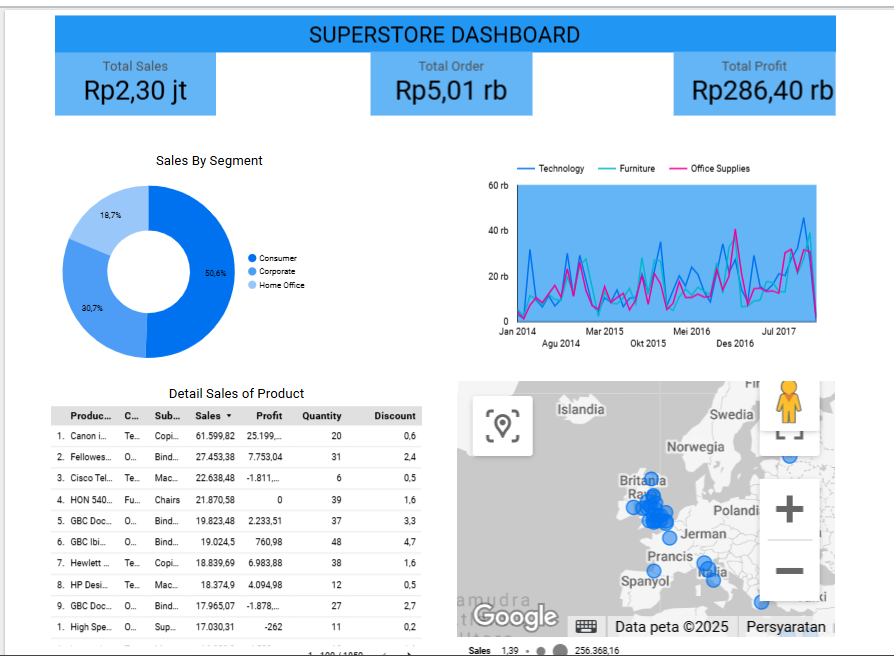 SUPERSTORE DASHBOARD
Total Sales
Rp2,30 jt
Total Order
Rp5,01 rb
Total Profit
Rp286,40 rb
Sales By Segment
18,7%
50,6%
30,7%
Consumer
Corporate
Home Office
Technology Furniture Office Supplies
60 rb
40 rb
20 rb
0
Jan 2014 Mar 2015 Mei 2016 Jul 2017
Agu 2014 Okt 2015 Des 2016
Detail Sales of Product
Produc... C... Sub... Sales Profit Quantity Discount
1. Canon i... Te... Copi... 61.599,82 25.199,... 20 0,6
2. Fellowes... O... Bind... 27.453,38 7.753,04 31 2,4
3. Cisco Tel... Te... Mac... 22.638,48 -1.811,... 6 0,5
4. HON 540... Fu... Chairs 21.870,58 0 39 1,6
5. GBC Doc... O... Bind... 19.823,48 2.233,51 37 3,3
6. GBC Ibi... O... Bind... 19.024,5 760,98 48 4,7
7. Hewlett ... Te... Copi... 18.839,69 6.983,88 38 1,6
8. HP Desi... Te... Mac... 18.374,9 4.094,98 12 0,5
9. GBC Doc... O... Bind... 17.965,07 -1.878,... 27 2,7
1. High Spe... O... Sup... 17.030,31 -262 11 0,2
Islandia
Swedia
Norwegia
Britania
Jerman
Prancis
Italia
Spanyol
Google
Data peta ©2025
Persyaratan
Sales 1,39 256.368,16